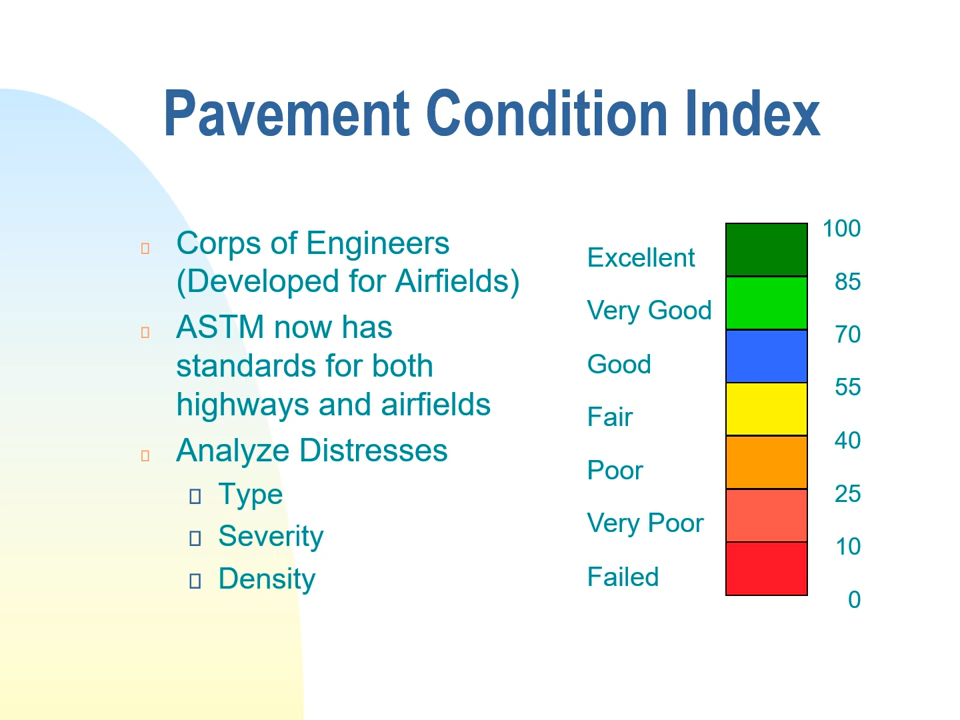 Pavement Condition Index
Corps of Engineers
(Developed for Airfields)
ASTM now has
standards for both
highways and airfields
Analyze Distresses
Type
Severity
Density
100
Excellent
85
Very Good
70
Good
55
Fair
40
Poor
25
Very Poor
10
Failed
0